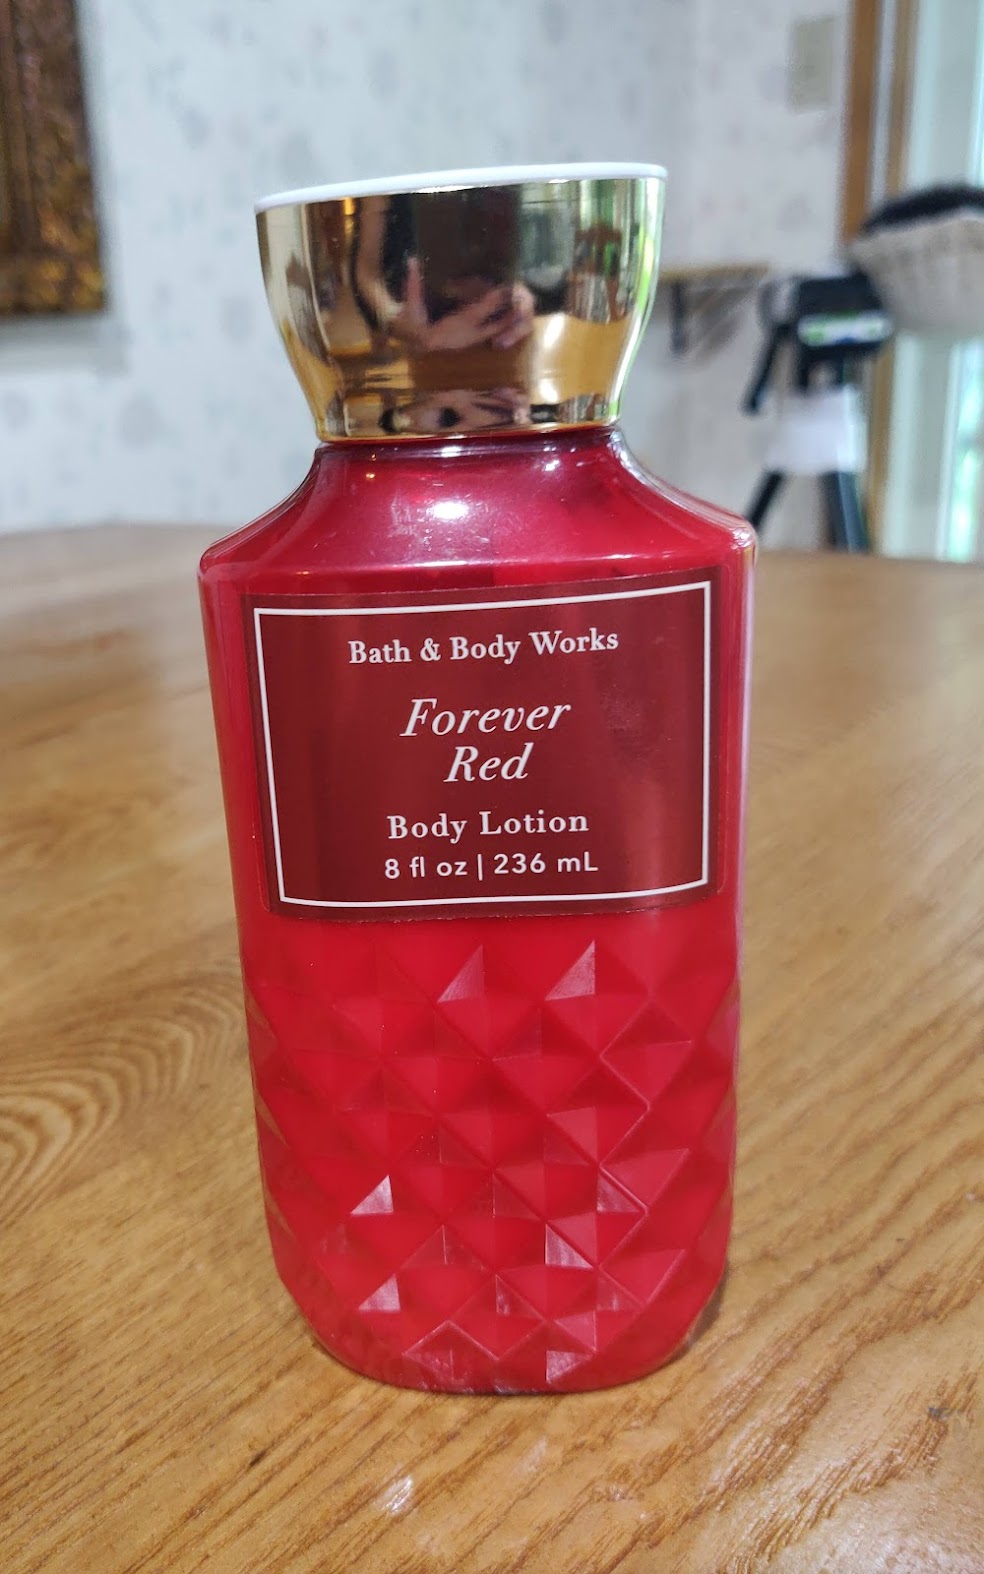 Bath & Body Works
Forever
Red
Body Lotion
8 fl oz | 236 mL